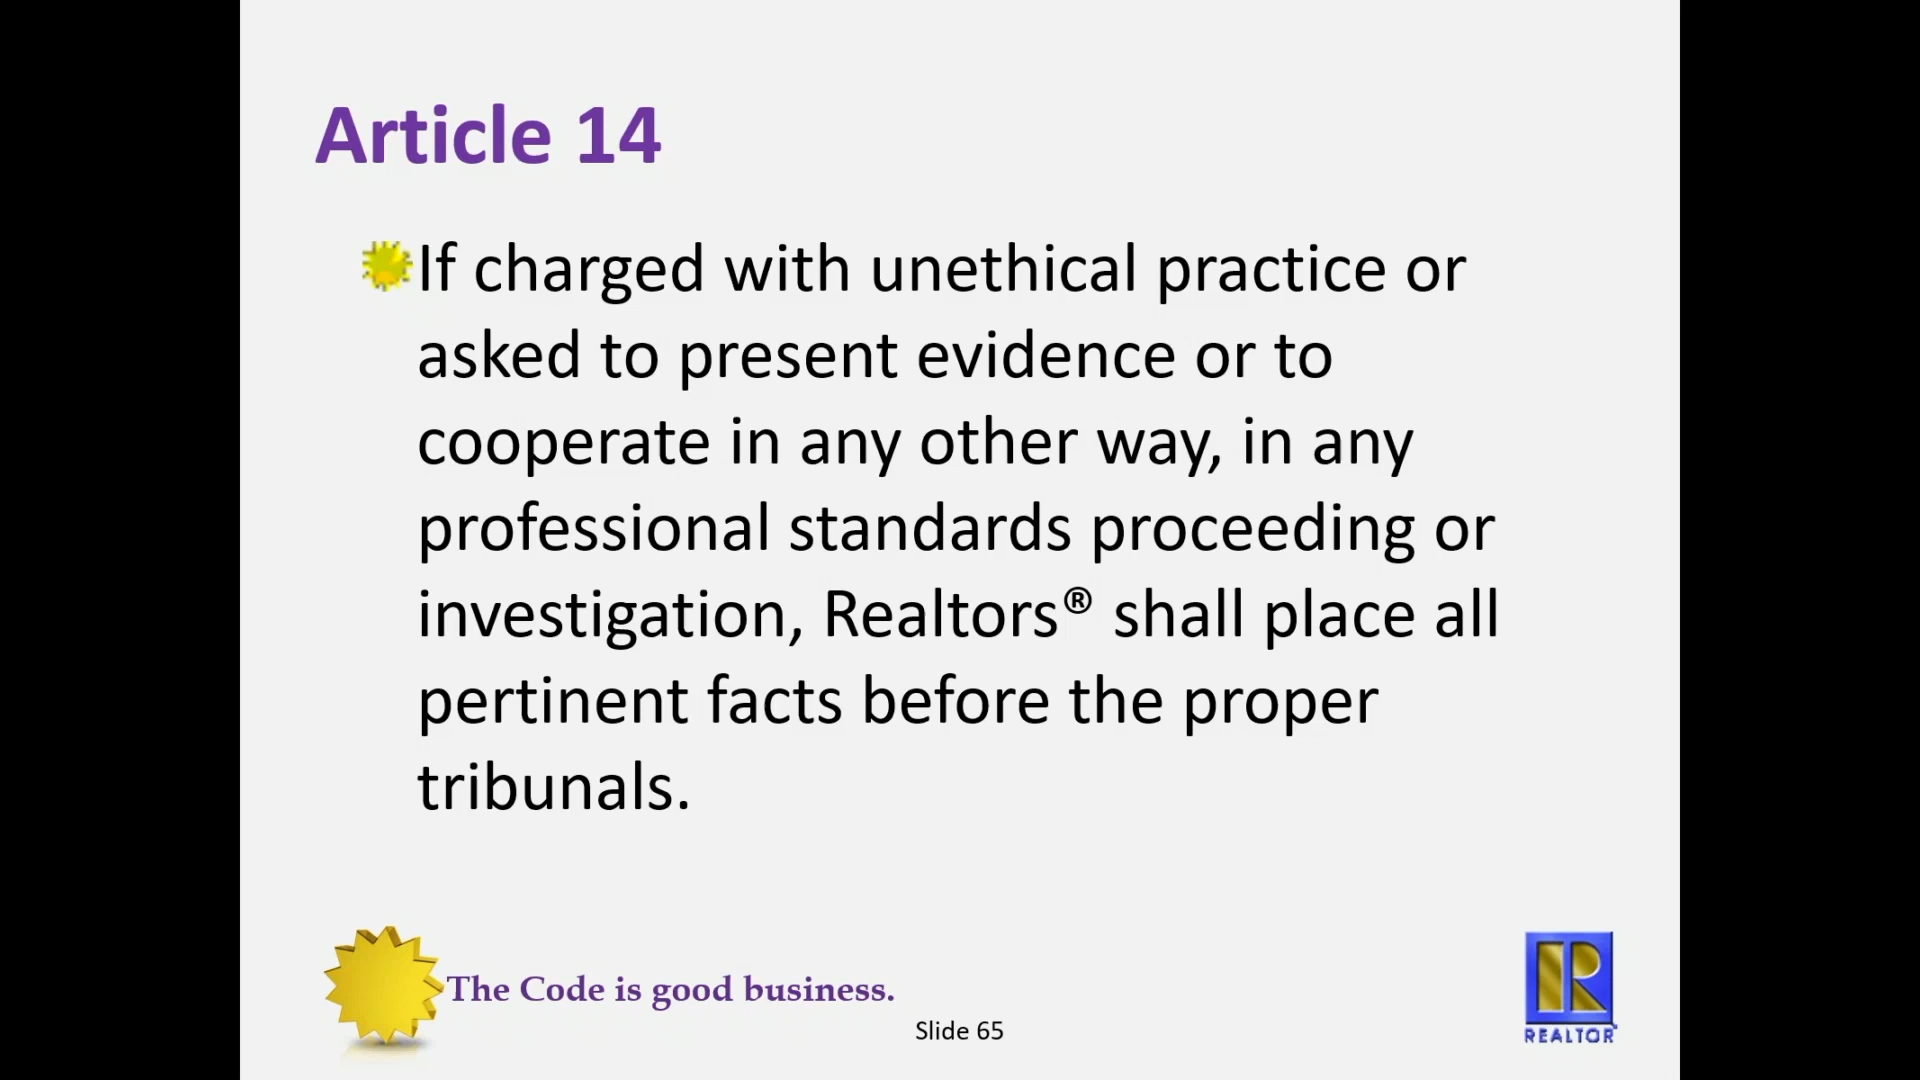 Article 14
If charged with unethical practice or
asked to present evidence or to
cooperate in any other way, in any
professional standards proceeding or
investigation, Realtors® shall place all
pertinent facts before the proper
tribunals.
The Code is good business.
Slide 65
R
REALTOR